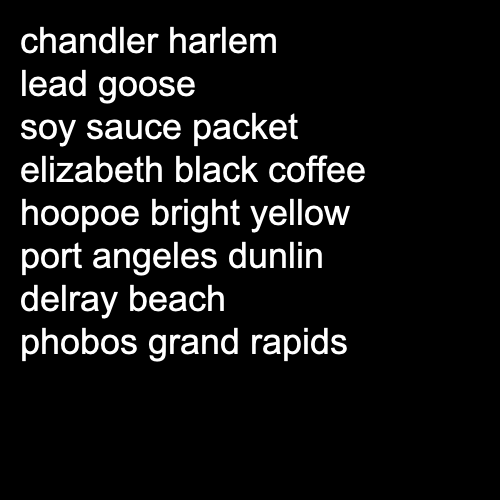 chandler harlem
lead goose
soy sauce packet
elizabeth black coffee
hoopoe bright yellow
port angeles dunlin
delray beach
phobos grand rapids